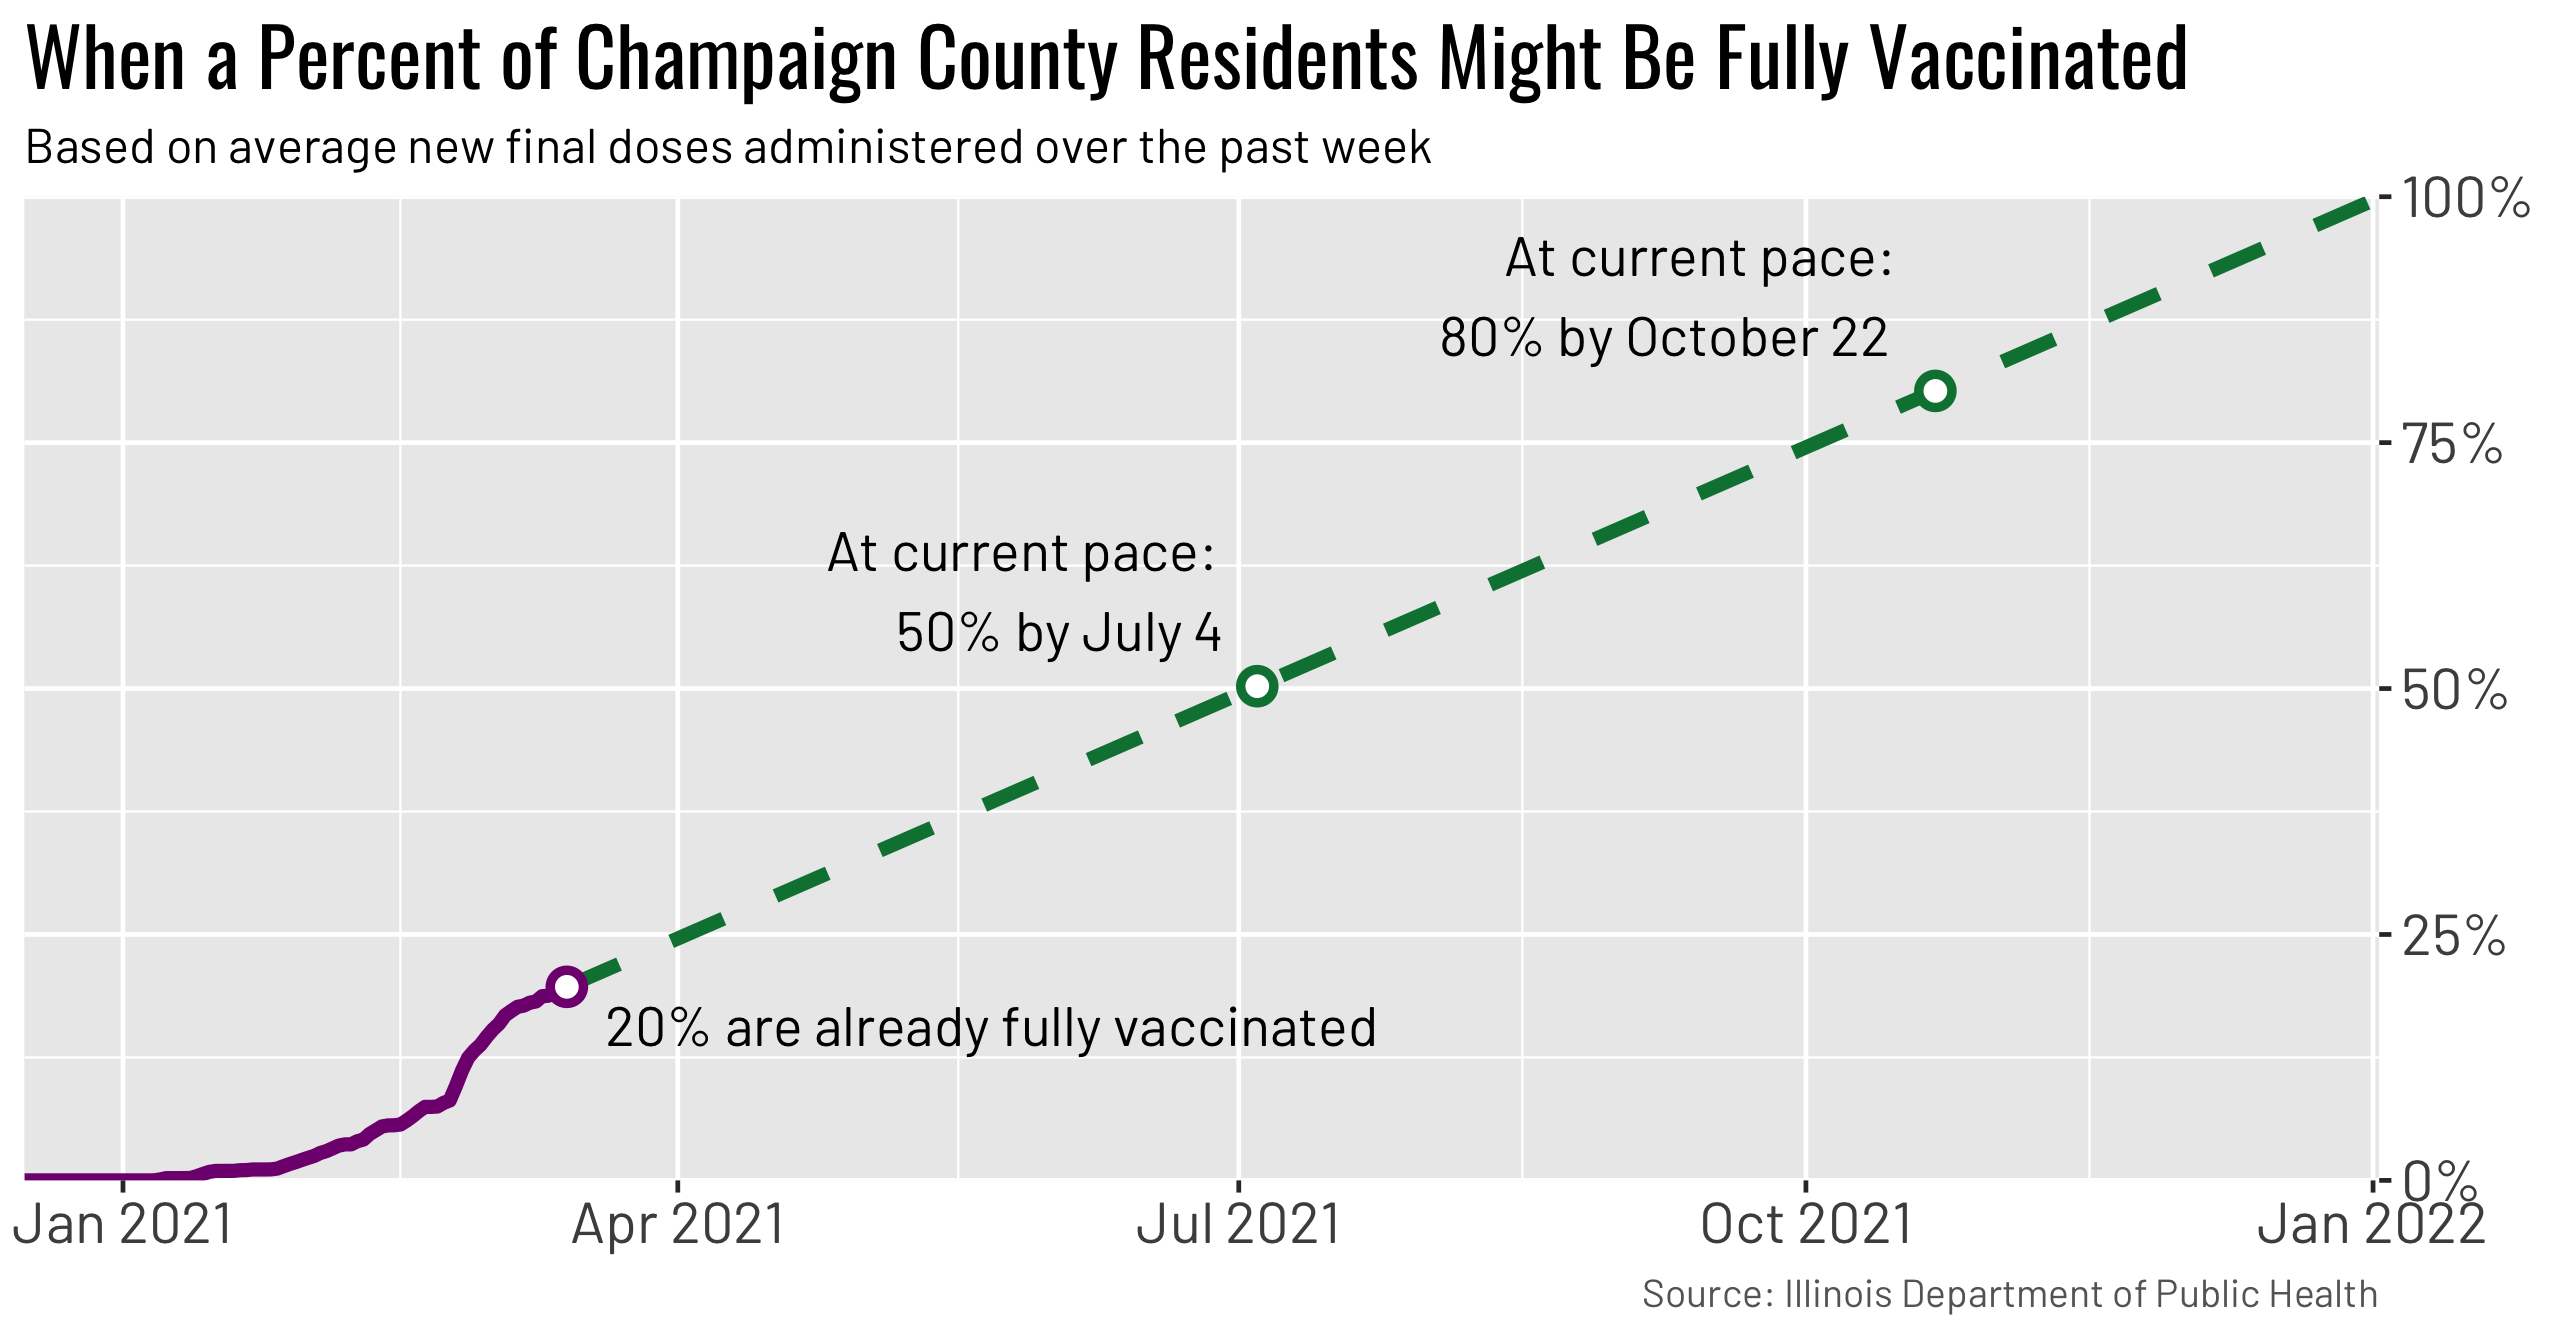 When a Percent of Champaign County Residents Might Be Fully Vaccinated
Based on average new final doses administered over the past week
100%
At current pace:
80% by October 22
75%
At current pace:
50% by July 4
50%
25%
20% are already fully vaccinated
0%
Jan 2021
Apr 2021
Jul 2021
Oct 2021
Jan 2022
Source: Illinois Department of Public Health